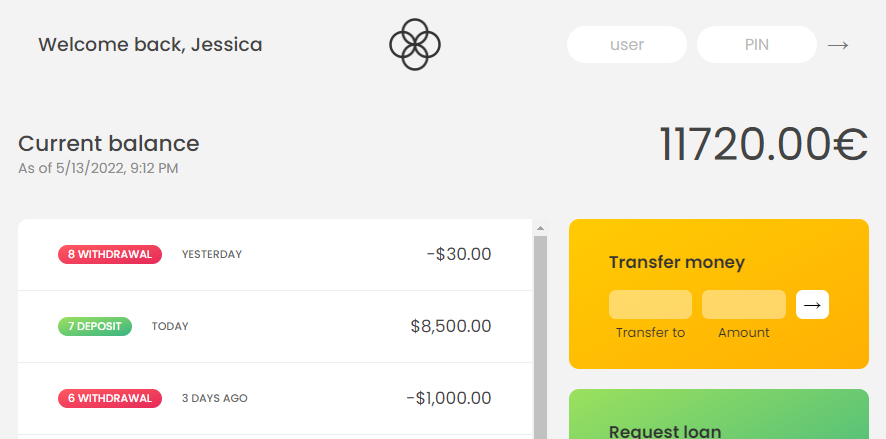 Welcome back, Jessica
user
PIN
→
Current balance
As of 5/13/2022, 9:12 PM
11720.00€
8 WITHDRAWAL YESTERDAY -$30.00
7 DEPOSIT TODAY $8,500.00
6 WITHDRAWAL 3 DAYS AGO -$1,000.00
Transfer money
→
Transfer to Amount
Request loan